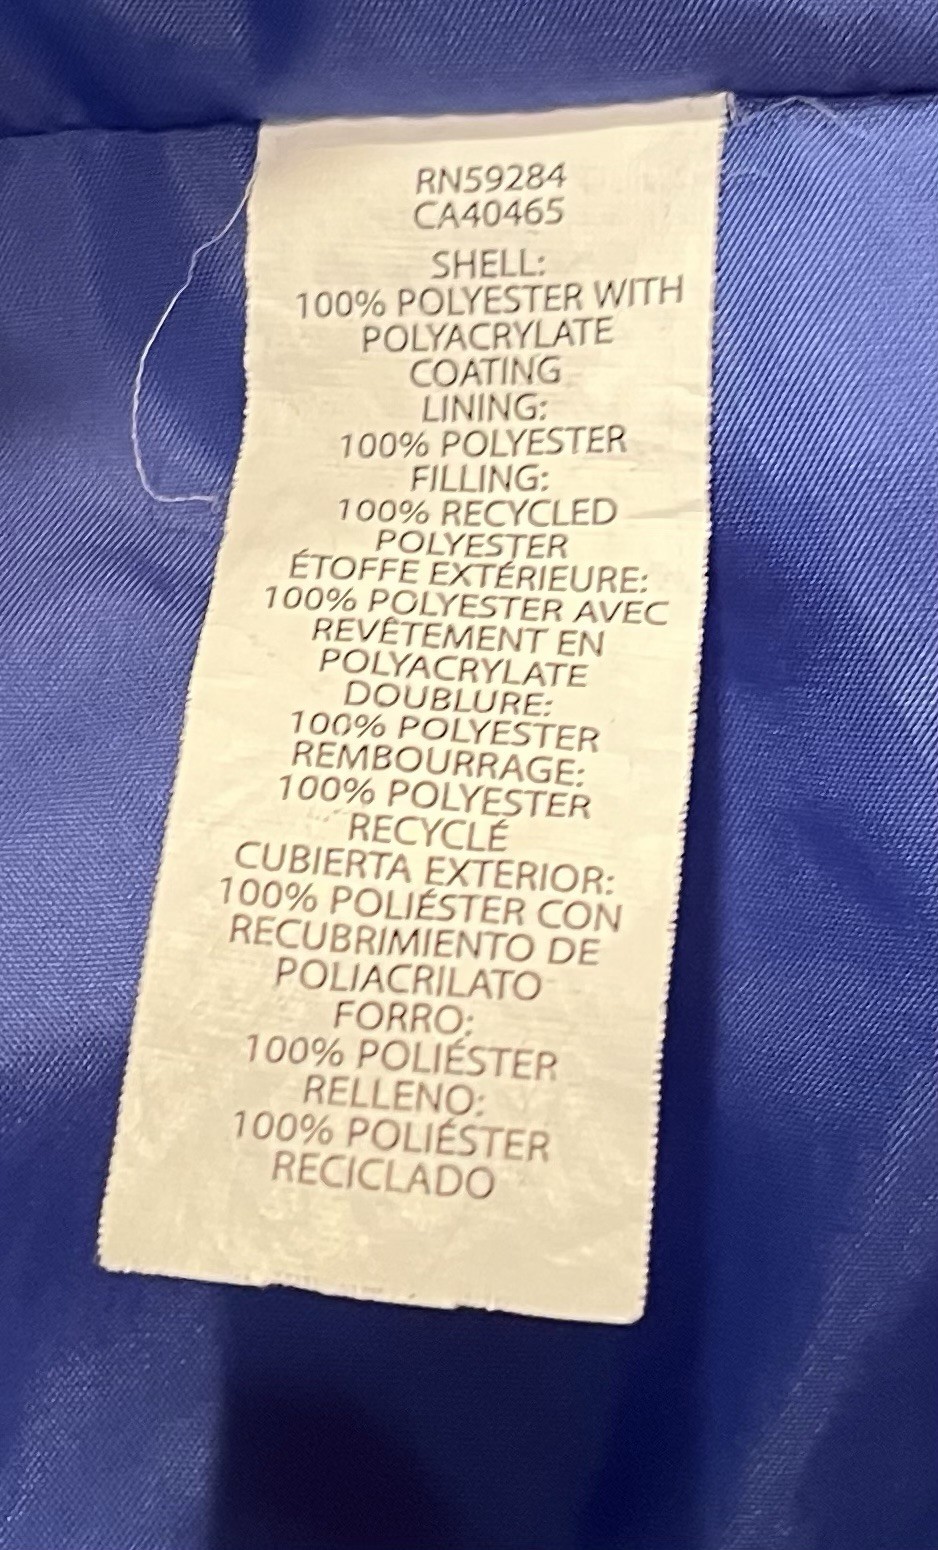 RN59284
CA40465
SHELL:
100% POLYESTER WITH
POLYACRYLATE
COATING
LINING:
100% POLYESTER
FILLING:
100% RECYCLED
POLYESTER
ÉTOFFE EXTÉRIEURE:
100% POLYESTER AVEC
REVÊTEMENT EN
POLYACRYLATE
DOUBLURE:
100% POLYESTER
REMBOURRAGE:
100% POLYESTER
RECYCLÉ
CUBIERTA EXTERIOR:
100% POLIÉSTER CON
RECUBRIMIENTO DE
POLIACRILATO
FORRO:
100% POLIÉSTER
RELLENO:
100% POLIÉSTER
RECICLADO